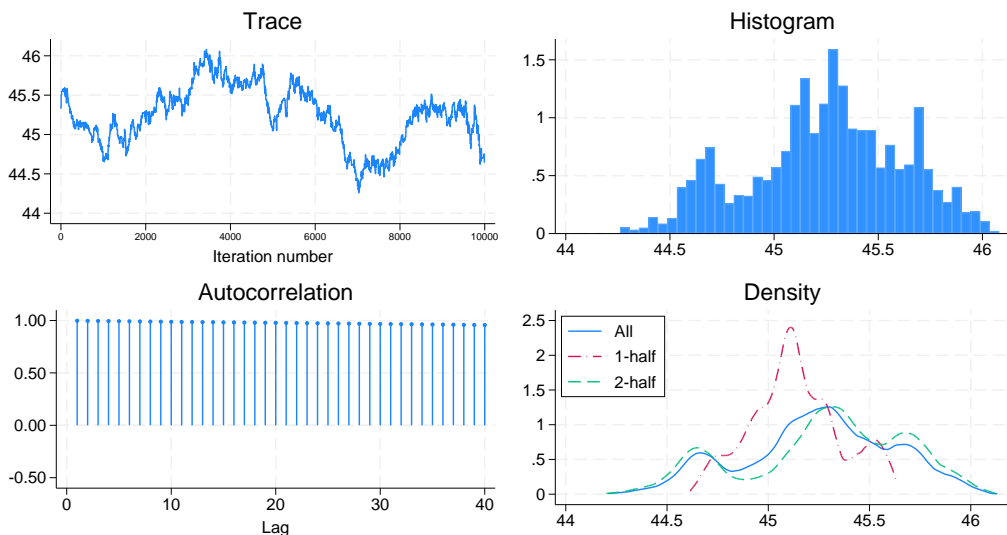 Trace
46
45.5
45
44.5
44
0 2000 4000 6000 8000 10000
Iteration number
Histogram
1.5
1
.5
0
44 44.5 45 45.5 46
Autocorrelation
1.00
0.50
0.00
-0.50
0 10 20 30 40
Lag
Density
2.5
2
1.5
1
.5
0
All
1-half
2-half
44 44.5 45 45.5 46